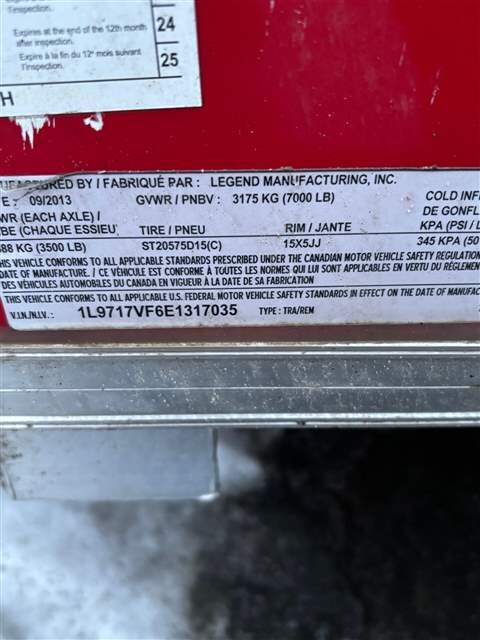 f'inspection.
24
Expires at the end of the 12th month
after inspection.
Expire à la fin du 12e mois suivant
l'inspection.
25
H
BY / FABRIQUÉ PAR : LEGEND MANUFACTURING, INC.
E : 09/2013 GVWR / PNBV : 3175 KG (7000 LB) COLD INF
WR (EACH AXLE) / DE GONFL
BE (CHAQUE ESSIEU) TIRE / PNEU RIM / JANTE KPA (PSI / L
88 KG (3500 LB) ST20575D15(C) 15X5JJ 345 KPA (50
THIS VEHICLE CONFORMS TO ALL APPLICABLE STANDARDS PRESCRIBED UNDER THE CANADIAN MOTOR VEHICLE SAFETY REGULATION
DATE OF MANUFACTURE. / CE VÉHICULE EST CONFORME À TOUTES LES NORMES QUI LUI SONT APPLICABLES EN VERTU DU RÈGLEMEN
DES VÉHICULES AUTOMOBILES DU CANADA EN VIGUEUR À LA DATE DE SA FABRICATION
THIS VEHICLE CONFORMS TO ALL APPLICABLE U.S. FEDERAL MOTOR VEHICLE SAFETY STANDARDS IN EFFECT ON THE DATE OF MANUFAC
V.I.N./N.I.V. : 1L9717VF6E1317035 TYPE : TRA/REM